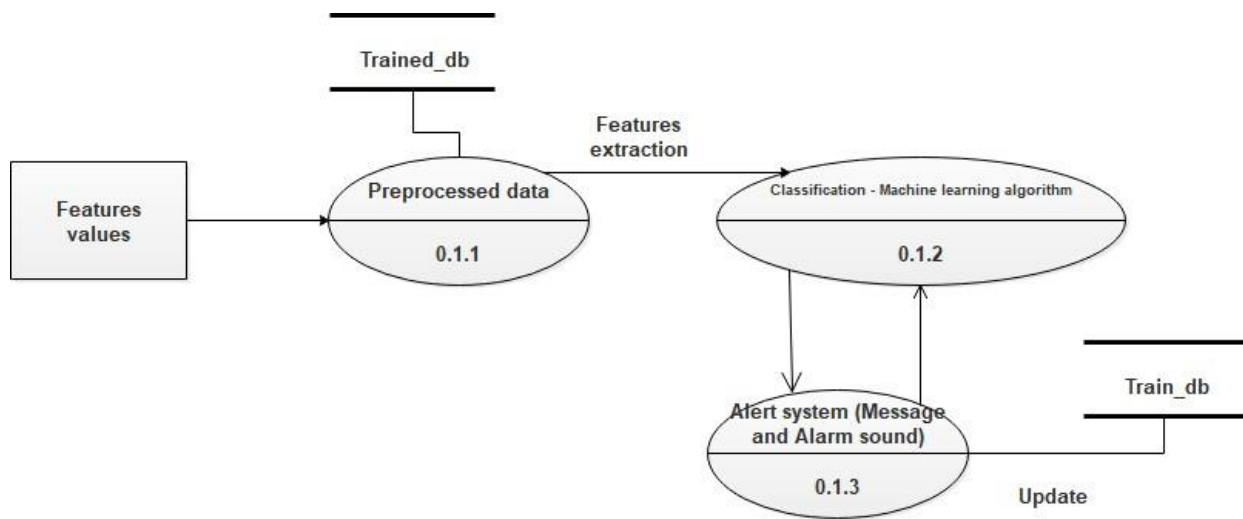 Trained_db
Features
extraction
Features
values
Preprocessed data
0.1.1
Classification - Machine learning algorithm
0.1.2
Alert system (Message
and Alarm sound)
0.1.3
Train_db
Update